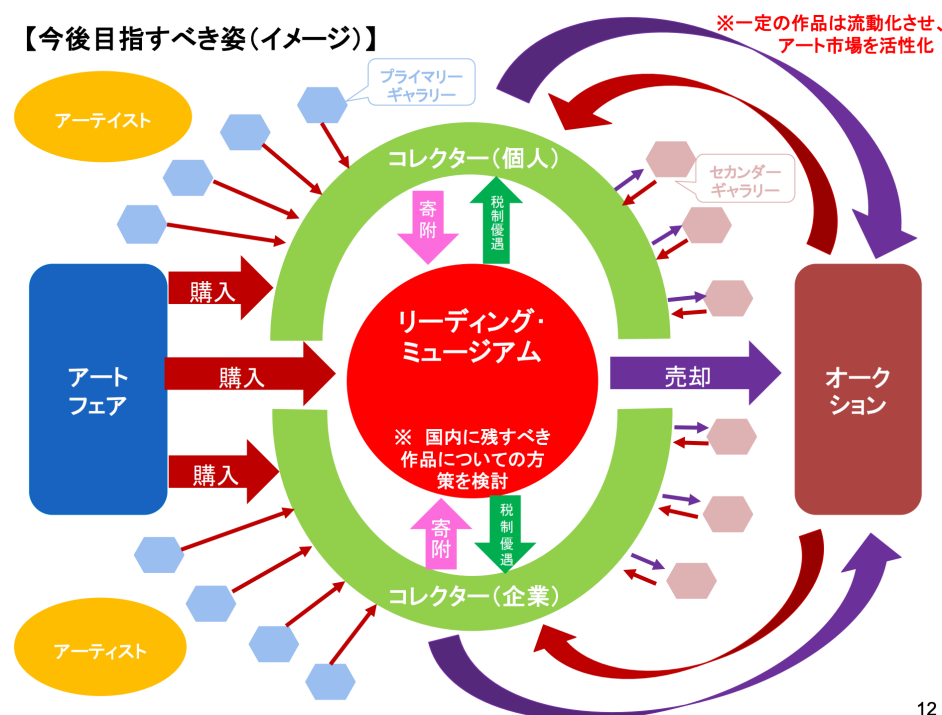 【今後目指すべき姿（イメージ）】
※一定の作品は流動化させ、
アート市場を活性化
プライマリー
ギャラリー
アーテイスト
コレクター（個人）
セカンダー
ギャラリー
寄附
税制優遇
購入
リーディング・
ミュージアム
アート
フェア
購入
売却
オーク
ション
※　国内に残すべき
作品についての方
策を検討
購入
寄附
税制優遇
コレクター（企業）
アーティスト
12